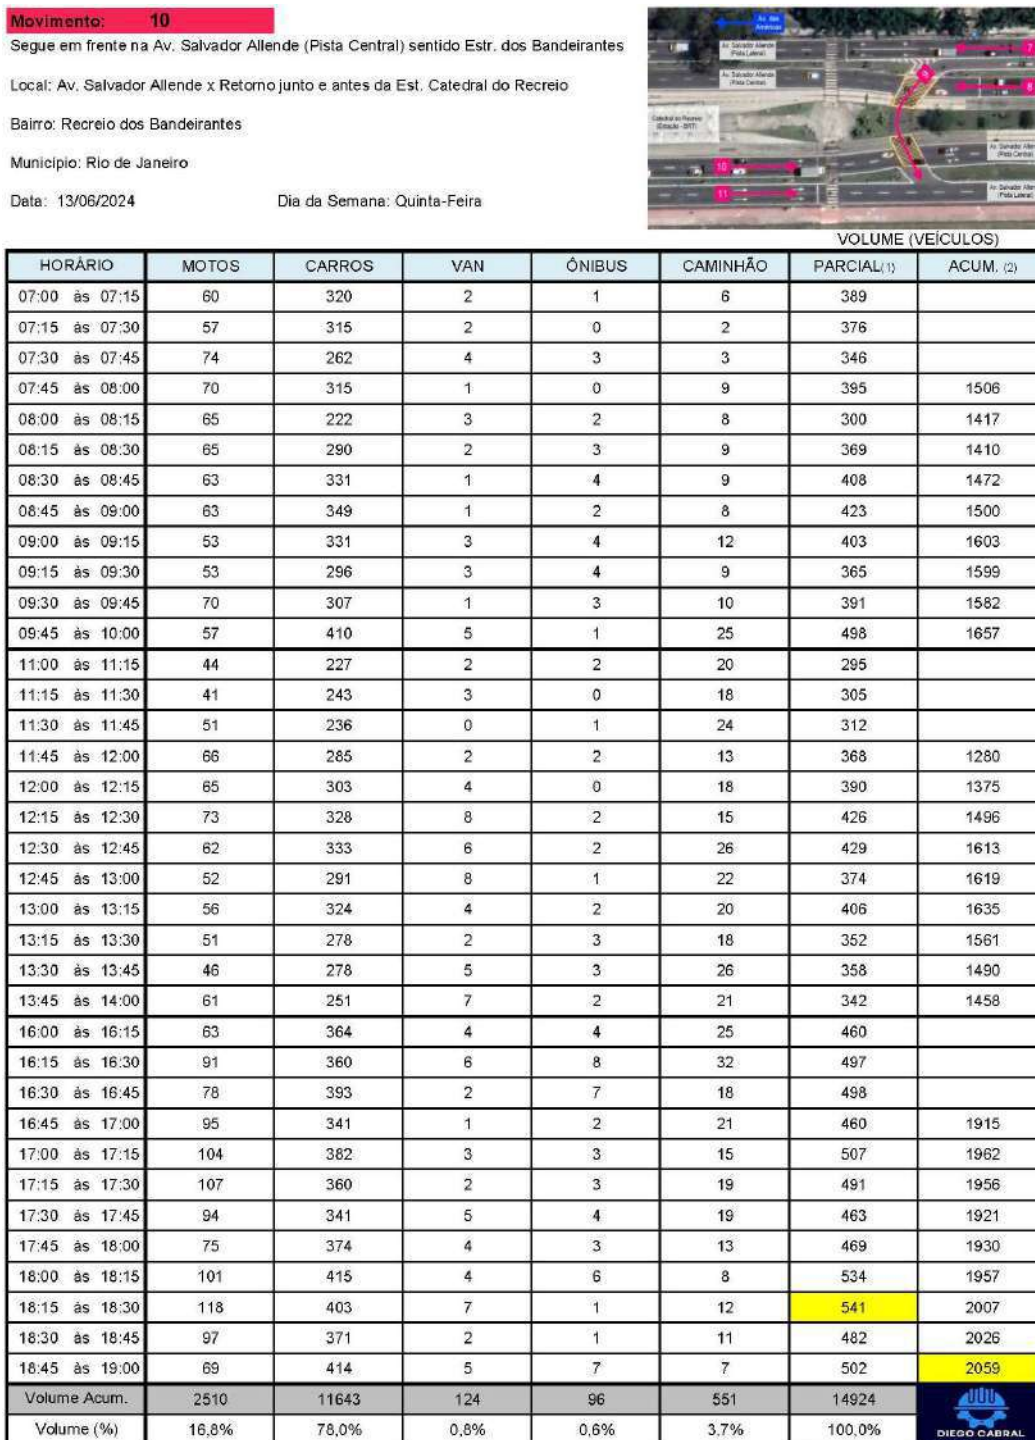 Movimento: 10
Segue em frente na Av. Salvador Allende (Pista Central) sentido Estr. dos Bandeirantes
Local: Av. Salvador Allende x Retorno junto e antes da Est. Catedral do Recreio
Bairro: Recreio dos Bandeirantes
Município: Rio de Janeiro
Data: 13/06/2024 Dia da Semana: Quinta-Feira
Av. das Américas
Av. Salvador Allende (Pista Lateral)
Av. Salvador Allende (Pista Central)
Catedral do Recreio (Estação - BRT)
7
8
9
10
11
VOLUME (VEÍCULOS)
HORÁRIO MOTOS CARROS VAN ÔNIBUS CAMINHÃO PARCIAL(1) ACUM. (2)
07:00 às 07:15 60 320 2 1 6 389
07:15 às 07:30 57 315 2 0 2 376
07:30 às 07:45 74 262 4 3 3 346
07:45 às 08:00 70 315 1 0 9 395 1506
08:00 às 08:15 65 222 3 2 8 300 1417
08:15 às 08:30 65 290 2 3 9 369 1410
08:30 às 08:45 63 331 1 4 9 408 1472
08:45 às 09:00 63 349 1 2 8 423 1500
09:00 às 09:15 53 331 3 4 12 403 1603
09:15 às 09:30 53 296 3 4 9 365 1599
09:30 às 09:45 70 307 1 3 10 391 1582
09:45 às 10:00 57 410 5 1 25 498 1657
11:00 às 11:15 44 227 2 2 20 295
11:15 às 11:30 41 243 3 0 18 305
11:30 às 11:45 51 236 0 1 24 312
11:45 às 12:00 66 285 2 2 13 368 1280
12:00 às 12:15 65 303 4 0 18 390 1375
12:15 às 12:30 73 328 8 2 15 426 1496
12:30 às 12:45 62 333 6 2 26 429 1613
12:45 às 13:00 52 291 8 1 22 374 1619
13:00 às 13:15 56 324 4 2 20 406 1635
13:15 às 13:30 51 278 2 3 18 352 1561
13:30 às 13:45 46 278 5 3 26 358 1490
13:45 às 14:00 61 251 7 2 21 342 1458
16:00 às 16:15 63 364 4 4 25 460
16:15 às 16:30 91 360 6 8 32 497
16:30 às 16:45 78 393 2 7 18 498
16:45 às 17:00 95 341 1 2 21 460 1915
17:00 às 17:15 104 382 3 3 15 507 1962
17:15 às 17:30 107 360 2 3 19 491 1956
17:30 às 17:45 94 341 5 4 19 463 1921
17:45 às 18:00 75 374 4 3 13 469 1930
18:00 às 18:15 101 415 4 6 8 534 1957
18:15 às 18:30 118 403 7 1 12 541 2007
18:30 às 18:45 97 371 2 1 11 482 2026
18:45 às 19:00 69 414 5 7 7 502 2059
Volume Acum. 2510 11643 124 96 551 14924
Volume (%) 16,8% 78,0% 0,8% 0,6% 3,7% 100,0%
DIEGO CABRAL